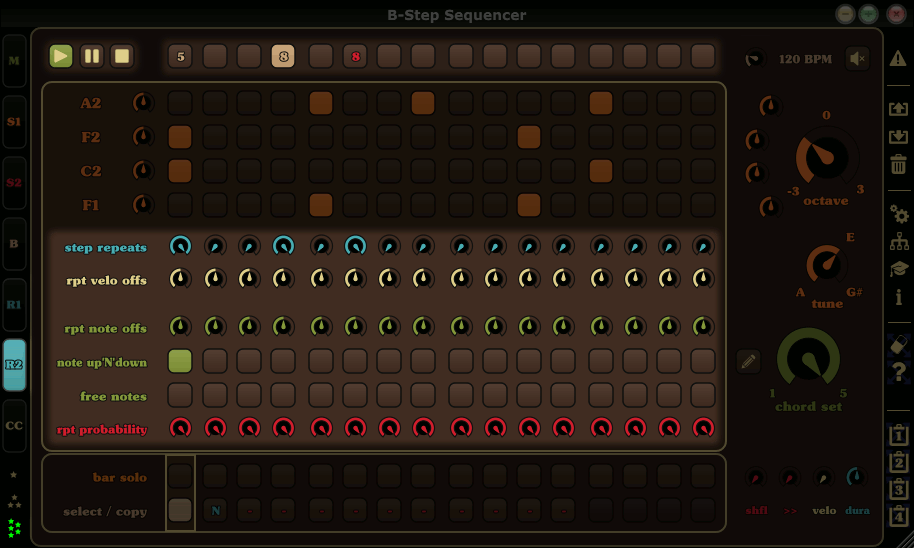 B-Step Sequencer
M
5 8 8
120 BPM
S1
A2
F2
0
S2
C2
-3 3
octave
F1
B
step repeats
E
rpt velo offs
A G#
R1
tune
rpt note offs
R2
note up'N'down
1 5
free notes
chord set
CC
rpt probability
bar solo
select / copy
N - - - - - - - - - - - - - -
shfl >> velo dura
i
?
1
2
3
4